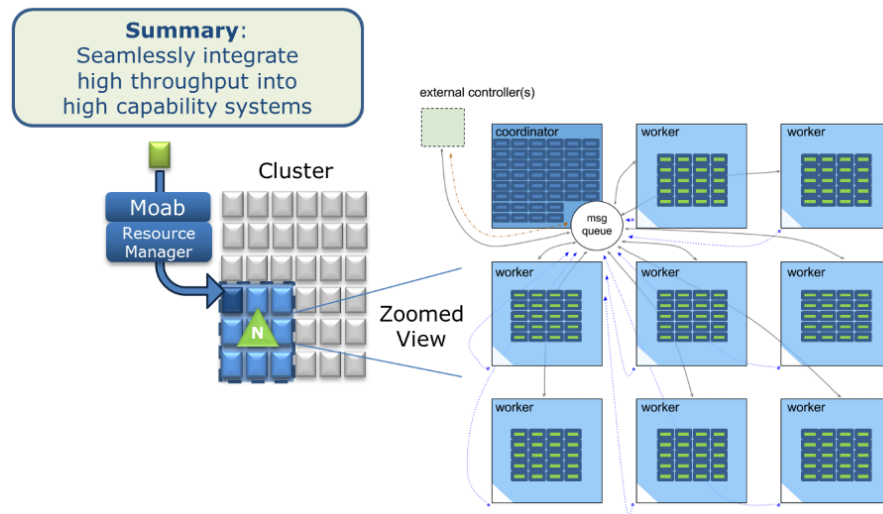 Summary:
Seamlessly integrate
high throughput into
high capability systems
external controller(s)
coordinator
worker
worker
Cluster
Moab
Resource
Manager
msg
queue
worker
worker
worker
Zoomed
View
N
worker
worker
worker